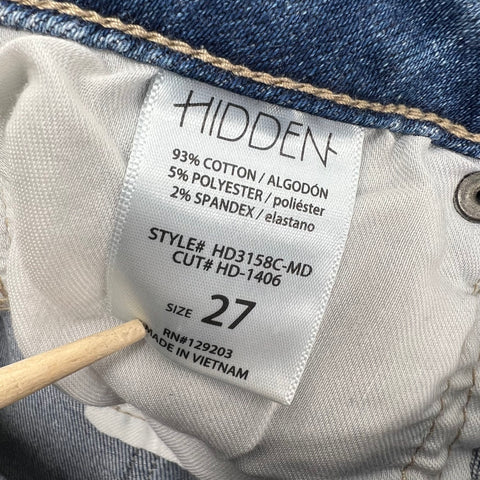 HIDDEN
93% COTTON / ALGODÓN
5% POLYESTER / poliéster
2% SPANDEX / elastano
STYLE# HD3158C-MD
CUT# HD-1406
SIZE 27
RN#129203
MADE IN VIETNAM